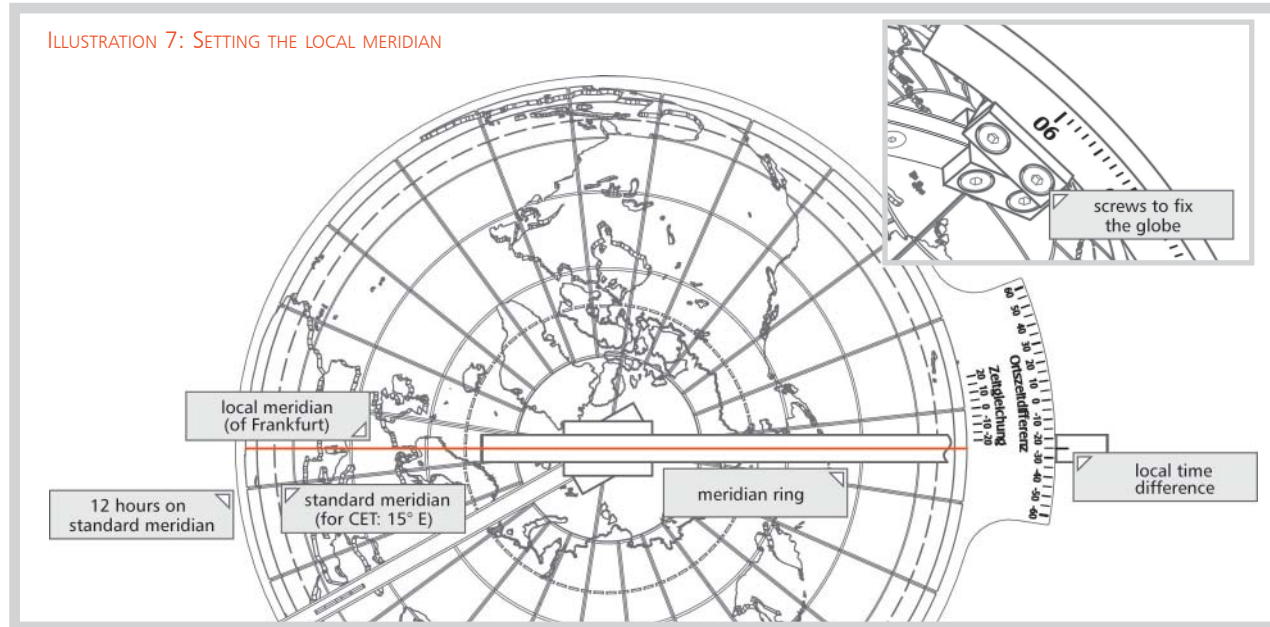 ILLUSTRATION 7: SETTING THE LOCAL MERIDIAN
90
screws to fix
the globe
60 50 40 30 20 10 0 -10 -20 -30 -40 -50 -60
Ortszeitdifferenz
Zeitgleichung
20 10 0 -10 -20
local meridian
(of Frankfurt)
12 hours on
standard meridian
standard meridian
(for CET: 15° E)
meridian ring
local time
difference